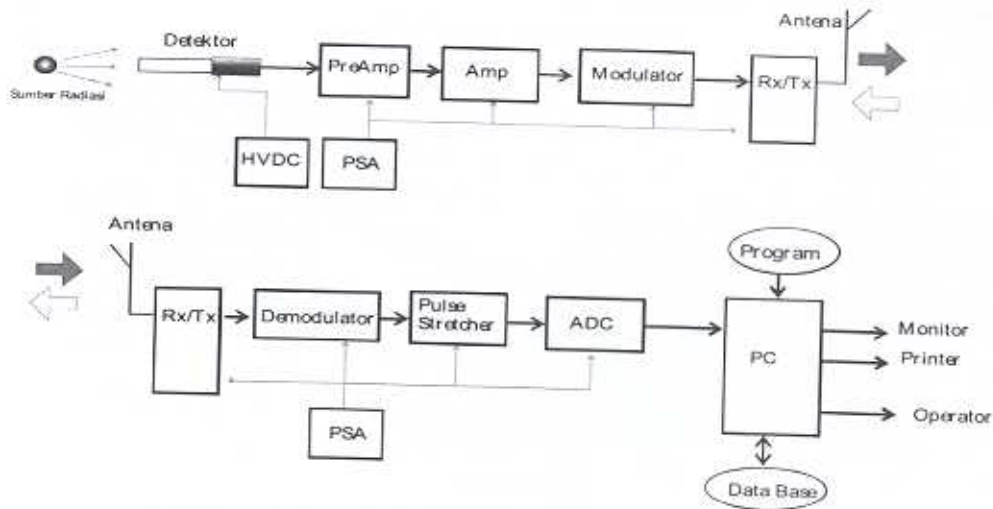 Antena
Detektor
Sumber Radiasi
PreAmp
Amp
Modulator
Rx/Tx
HVDC
PSA
Antena
Program
Rx/Tx
Demodulator
Pulse
Stretcher
ADC
PC
Monitor
Printer
Operator
PSA
Data Base